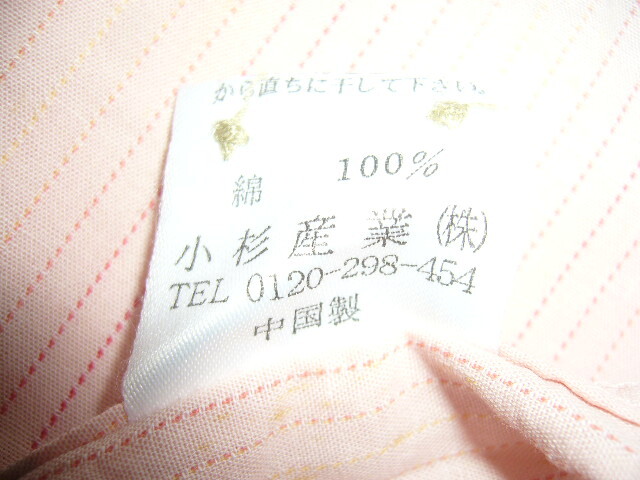 から直ちに干して下さい。
綿 100%
小杉産業(株)
TEL 0120-298-454
中国製